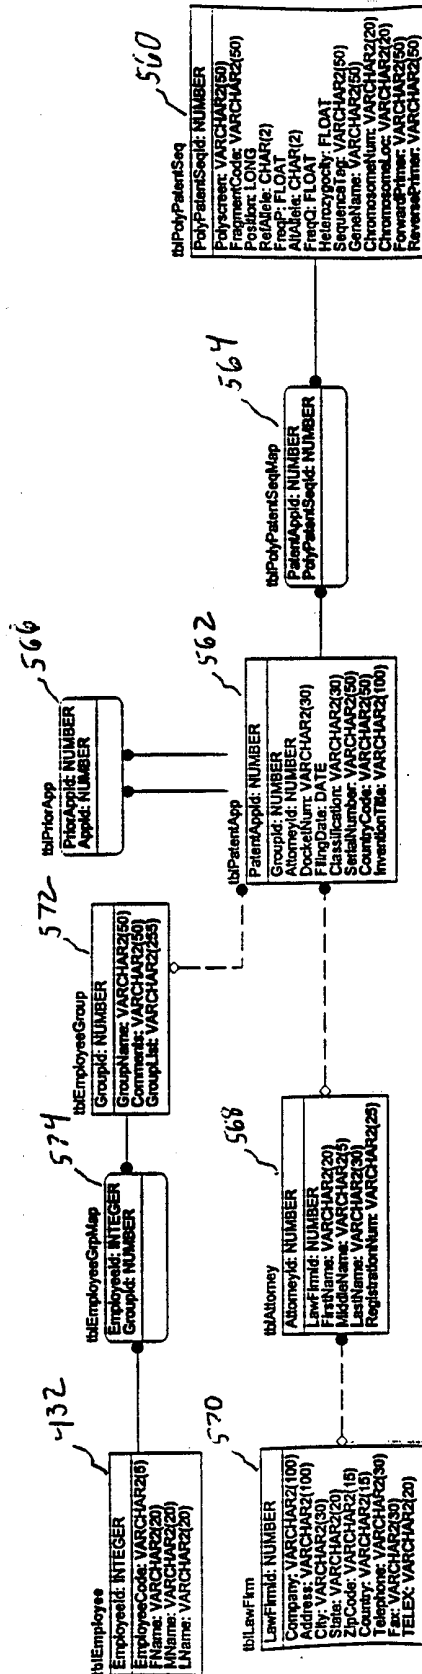 432
tblEmployee
EmployeeId: INTEGER
EmployeeCode: VARCHAR2(5)
FName: VARCHAR2(20)
MName: VARCHAR2(20)
LName: VARCHAR2(20)
574
tblEmployeeGrpMap
EmployeeId: INTEGER
GroupId: NUMBER
572
tblEmployeeGroup
GroupId: NUMBER
GroupName: VARCHAR2(50)
Comments: VARCHAR2(50)
GroupList: VARCHAR2(255)
566
tblPriorApp
PriorAppId: NUMBER
AppId: NUMBER
570
tblLawFirm
LawFirmId: NUMBER
Company: VARCHAR2(100)
Address: VARCHAR2(100)
City: VARCHAR2(30)
State: VARCHAR2(20)
ZipCode: VARCHAR2(15)
Country: VARCHAR2(15)
Telephone: VARCHAR2(30)
Fax: VARCHAR2(30)
TELEX: VARCHAR2(20)
568
tblAttorney
AttorneyId: NUMBER
LawFirmId: NUMBER
FirstName: VARCHAR2(20)
MiddleName: VARCHAR2(5)
LastName: VARCHAR2(30)
RegistrationNum: VARCHAR2(25)
562
tblPatentApp
PatentAppId: NUMBER
GroupId: NUMBER
AttorneyId: NUMBER
DocketNum: VARCHAR2(30)
FilingDate: DATE
Classification: VARCHAR2(30)
SerialNumber: VARCHAR2(50)
CountryCode: VARCHAR2(50)
InventionTitle: VARCHAR2(100)
564
tblPolyPatentSeqMap
PatentAppId: NUMBER
PolyPatentSeqId: NUMBER
560
tblPolyPatentSeq
PolyPatentSeqId: NUMBER
Polyscreen: VARCHAR2(50)
FragmentCode: VARCHAR2(50)
Position: LONG
RefAllele: CHAR(2)
FreqP: FLOAT
AltAllele: CHAR(2)
FreqQ: FLOAT
Heterozygocity: FLOAT
SequenceTag: VARCHAR2(50)
GeneName: VARCHAR2(50)
ChromosomeNum: VARCHAR2(20)
ChromosomeLoc: VARCHAR2(20)
ForwardPrimer: VARCHAR2(50)
ReversePrimer: VARCHAR2(50)